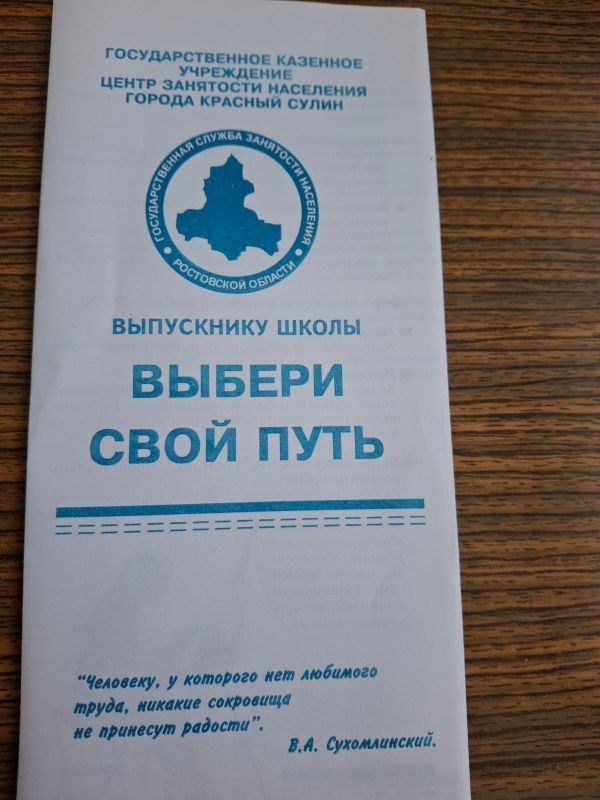 ГОСУДАРСТВЕННОЕ КАЗЕННОЕ
УЧРЕЖДЕНИЕ
ЦЕНТР ЗАНЯТОСТИ НАСЕЛЕНИЯ
ГОРОДА КРАСНЫЙ СУЛИН
ГОСУДАРСТВЕННАЯ СЛУЖБА ЗАНЯТОСТИ НАСЕЛЕНИЯ
РОСТОВСКОЙ ОБЛАСТИ
ВЫПУСКНИКУ ШКОЛЫ
ВЫБЕРИ
СВОЙ ПУТЬ
"Человеку, у которого нет любимого
труда, никакие сокровища
не принесут радости".
В.А. Сухомлинский.